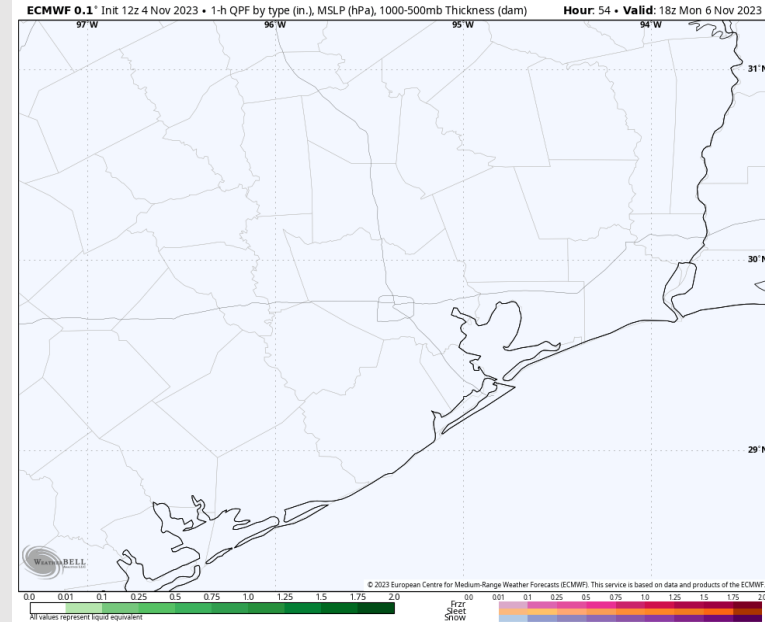 ECMWF 0.1° Init 12z 4 Nov 2023 • 1-h QPF by type (in.), MSLP (hPa), 1000-500mb Thickness (dam) Hour: 54 • Valid: 18z Mon 6 Nov 2023
97°W 96°W 95°W 94°W
31°N
30°N
29°N
WeatherBELL
© 2023 European Centre for Medium-Range Weather Forecasts (ECMWF). This service is based on data and products of the ECMWF.
0.0 0.01 0.1 0.25 0.5 0.75 1.0 1.25 1.5 1.75 2.0
0.0 0.01 0.1 0.25 0.5 0.75 1.0 1.25 1.5 1.75 2.0
All values represent liquid equivalent
Frzr
Sleet
Snow